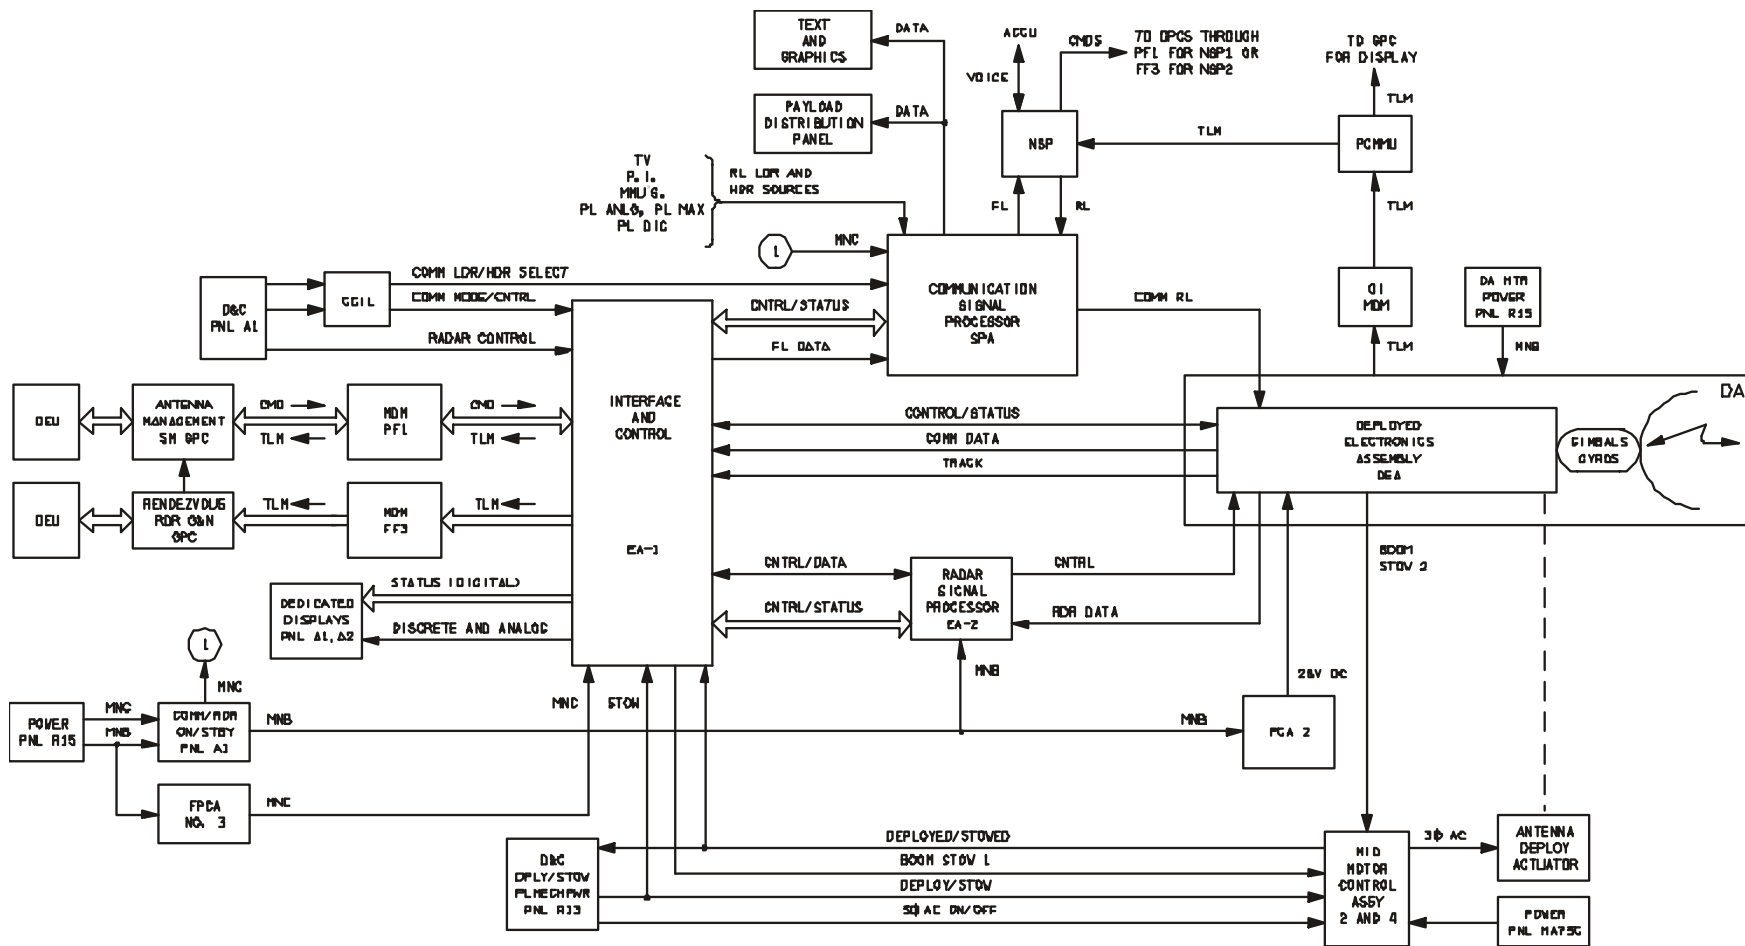 TEXT
AND
GRAPHICS
DATA
PAYLOAD
DISTRIBUTION
PANEL
DATA
ACCU
VOICE
CMDS
TO GPCS THROUGH
PF1 FOR NSP1 OR
FF3 FOR NSP2
NSP
FL
RL
TLM
TO GPC
FOR DISPLAY
TLM
PCMMU
TLM
OI
MDM
TLM
DA MTR
POWER
PNL R15
MNB
TV
P.I.
PL ANLG, PL MAX
PL DIG
RL LDR AND
HDR SOURCES
1
MNC
COMMUNICATION
SIGNAL
PROCESSOR
SPA
COMM RL
D&C
PNL A1
GCIL
COMM LDR/HDR SELECT
COMM MODE/CNTRL
RADAR CONTROL
CNTRL/STATUS
FL DATA
DEU
ANTENNA
MANAGEMENT
SM GPC
CMD
TLM
MDM
PF1
CMD
TLM
INTERFACE
AND
CONTROL
EA-1
CONTROL/STATUS
COMM DATA
TRACK
DEPLOYED
ELECTRONICS
ASSEMBLY
DEA
GIMBALS
GYROS
DA
DEU
RENDEZVOUS
RDR G&N
GPC
TLM
MDM
FF3
TLM
CNTRL/DATA
CNTRL/STATUS
RADAR
SIGNAL
PROCESSOR
EA-2
CNTRL
RDR DATA
BOOM
STOW 2
DEDICATED
DISPLAYS
PNL A1, A2
STATUS (DIGITAL)
DISCRETE AND ANALOG
1
MNC
MNC
STOW
MNB
28V DC
POWER
PNL R15
MNC
MNB
COMM/RDR
ON/STBY
PNL A1
MNB
MNB
PCA 2
FPCA
NO. 3
MNC
D&C
DPLY/STOW
PL MECH PWR
PNL R13
DEPLOYED/STOWED
BOOM STOW 1
DEPLOY/STOW
AC ON/OFF
MID
MOTOR
CONTROL
ASSY
2 AND 4
3Φ AC
ANTENNA
DEPLOY
ACTUATOR
POWER
PNL MA73C